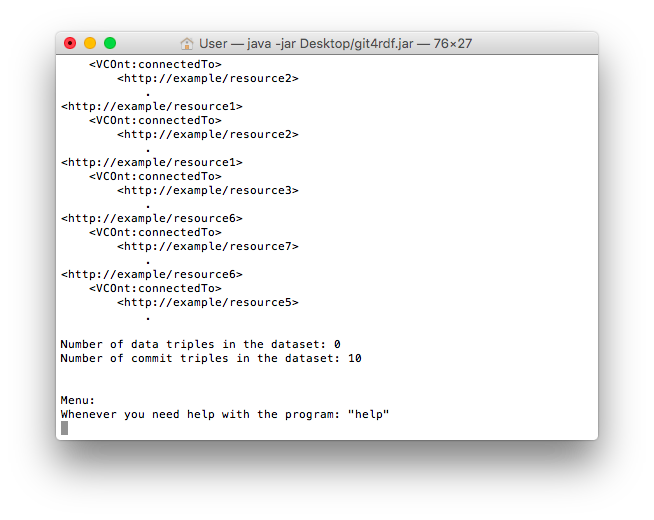 User — java -jar Desktop/git4rdf.jar — 76×27
<VCOnt:connectedTo>
<http://example/resource2>
.
<http://example/resource1>
<VCOnt:connectedTo>
<http://example/resource2>
.
<http://example/resource1>
<VCOnt:connectedTo>
<http://example/resource3>
.
<http://example/resource6>
<VCOnt:connectedTo>
<http://example/resource7>
.
<http://example/resource6>
<VCOnt:connectedTo>
<http://example/resource5>
.
Number of data triples in the dataset: 0
Number of commit triples in the dataset: 10
Menu:
Whenever you need help with the program: "help"